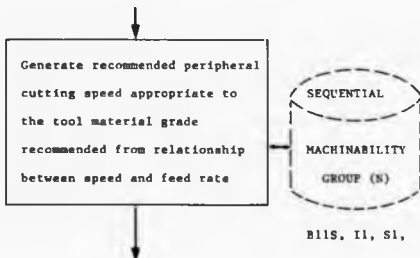 Generate recommended peripheral
cutting speed appropriate to
the tool material grade
recommended from relationship
between speed and feed rate
SEQUENTIAL
MACHINABILITY
GROUP (N)
B11S, I1, S1,